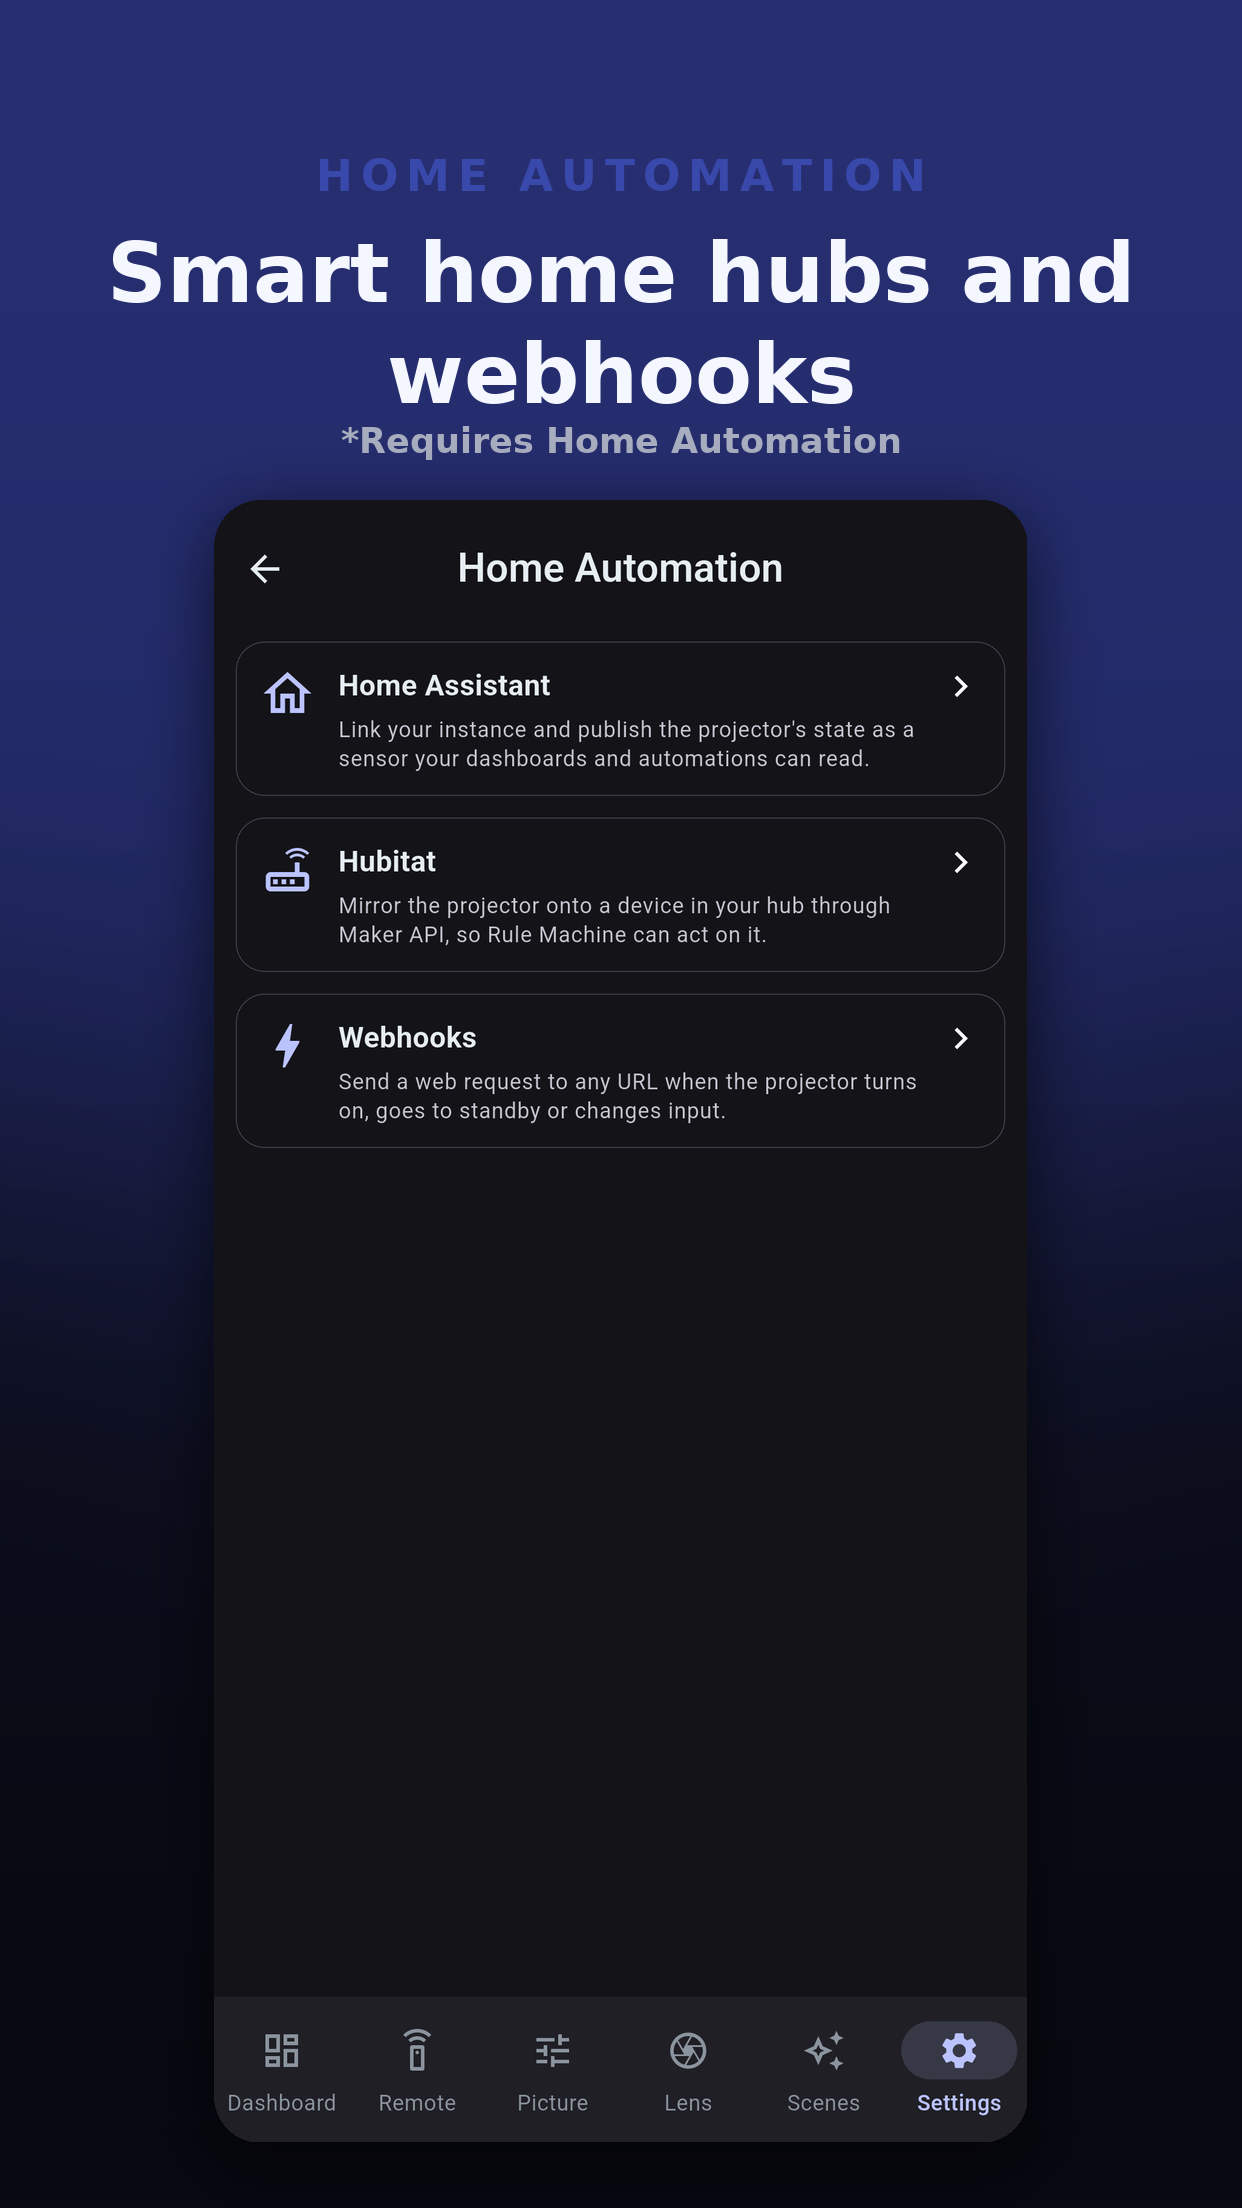 HOME AUTOMATION
Smart home hubs and
webhooks
*Requires Home Automation
Home Automation
Home Assistant
Link your instance and publish the projector's state as a
sensor your dashboards and automations can read.
Hubitat
Mirror the projector onto a device in your hub through
Maker API, so Rule Machine can act on it.
Webhooks
Send a web request to any URL when the projector turns
on, goes to standby or changes input.
Dashboard
Remote
Picture
Lens
Scenes
Settings